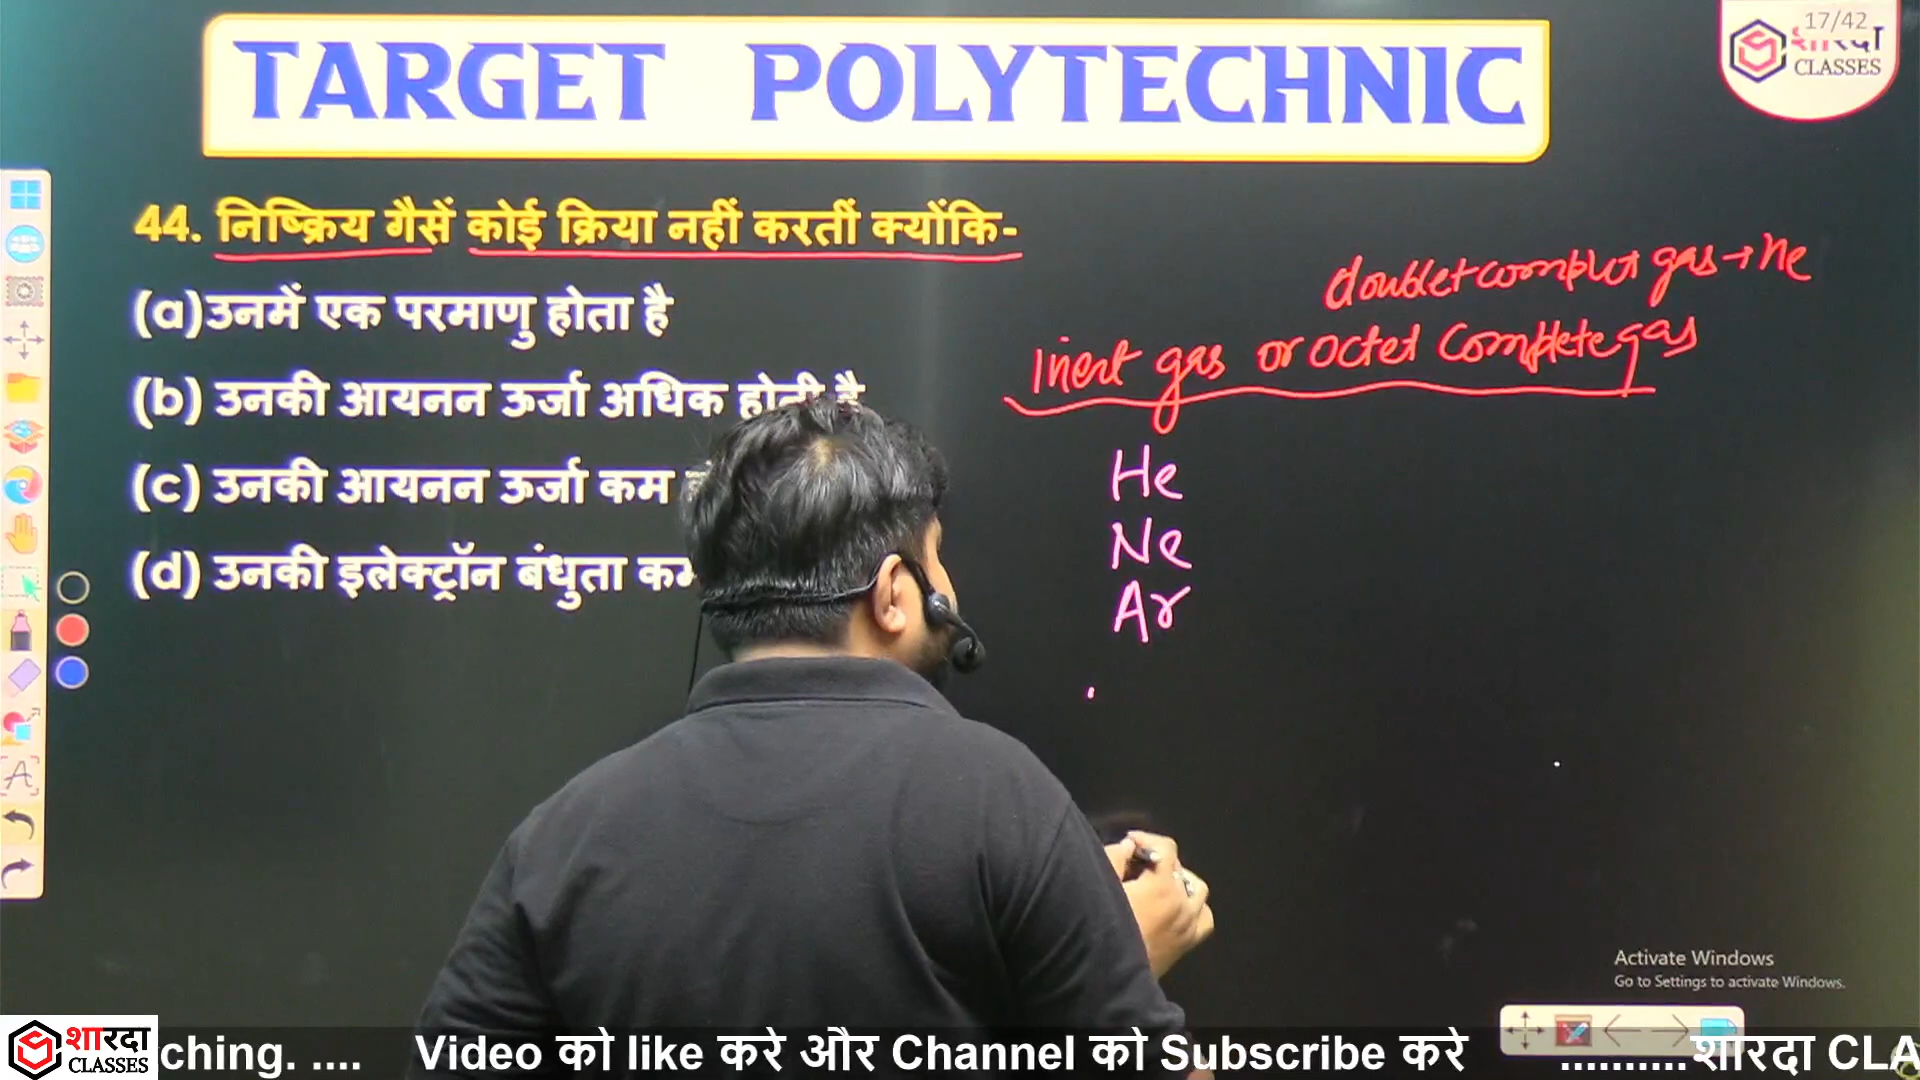 17/42
शारदा
CLASSES
TARGET POLYTECHNIC
44. निष्क्रिय गैसें कोई क्रिया नहीं करतीं क्योंकि-
(a)उनमें एक परमाणु होता है
(b) उनकी आयनन ऊर्जा अधिक होती है
(c) उनकी आयनन ऊर्जा कम
(d) उनकी इलेक्ट्रॉन बंधुता कम
doublet complet gas → He
inert gas or octet Complete gas
He
Ne
Ar
Activate Windows
Go to Settings to activate Windows.
शारदा
CLASSES
ching. .... Video को like करे और Channel को Subscribe करे ..........शारदा CLA